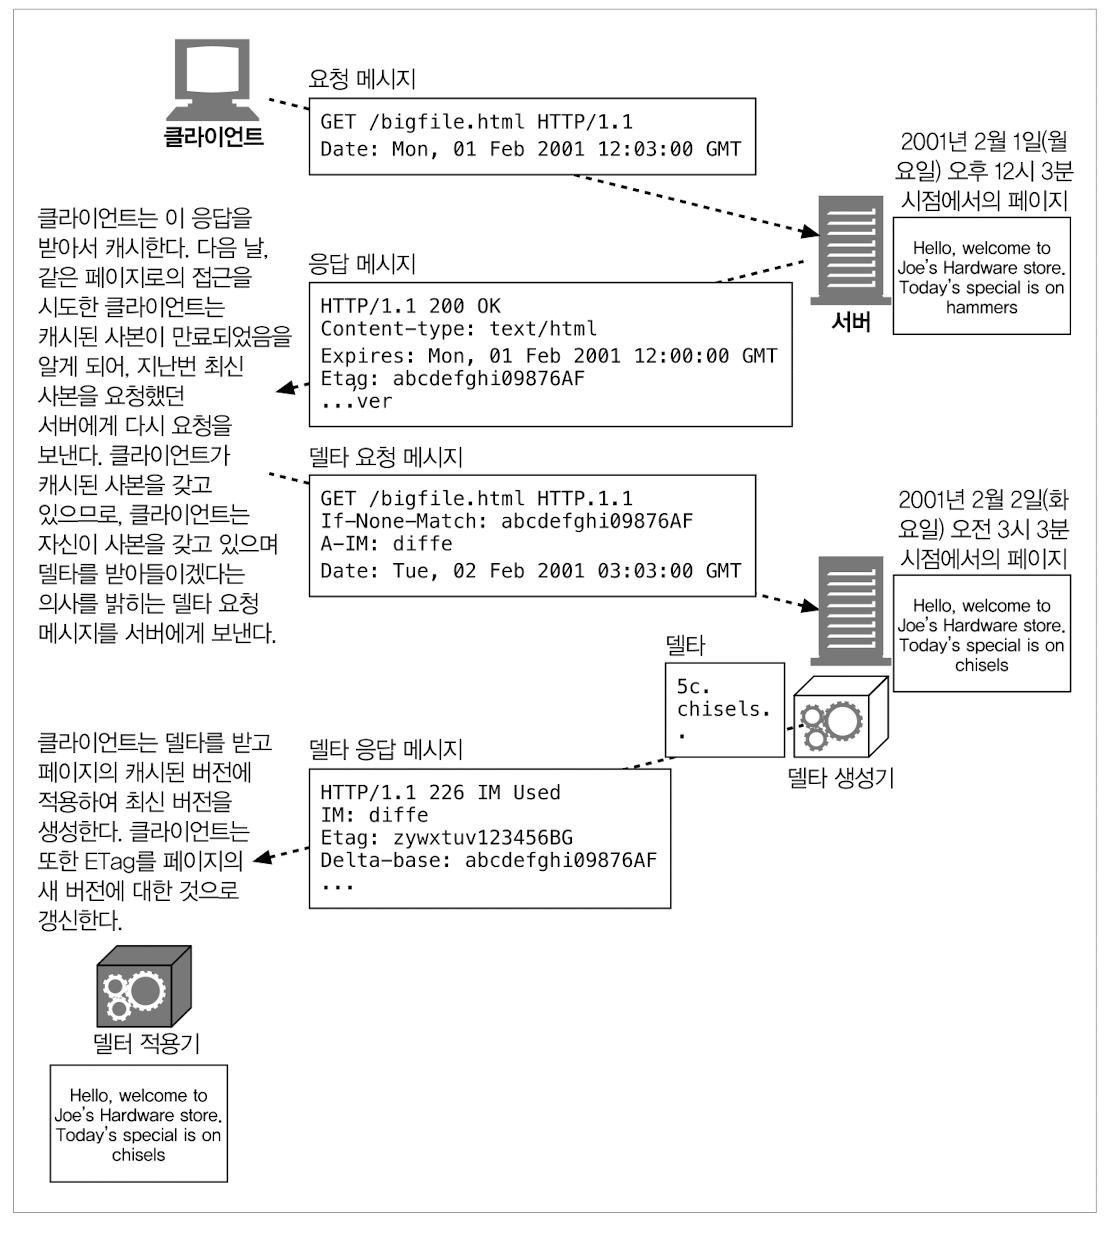 요청 메시지
GET /bigfile.html HTTP/1.1
Date: Mon, 01 Feb 2001 12:03:00 GMT
클라이언트
2001년 2월 1일(월
요일) 오후 12시 3분
시점에서의 페이지
Hello, welcome to
Joe's Hardware store.
Today's special is on
hammers
서버
클라이언트는 이 응답을
받아서 캐시한다. 다음 날,
같은 페이지로의 접근을
시도한 클라이언트는
캐시된 사본이 만료되었음을
알게 되어, 지난번 최신
사본을 요청했던
서버에게 다시 요청을
보낸다. 클라이언트가
캐시된 사본을 갖고
있으므로, 클라이언트는
자신이 사본을 갖고 있으며
델타를 받아들이겠다는
의사를 밝히는 델타 요청
메시지를 서버에게 보낸다.
응답 메시지
HTTP/1.1 200 OK
Content-type: text/html
Expires: Mon, 01 Feb 2001 12:00:00 GMT
Etag: abcdefghi09876AF
...,ver
델타 요청 메시지
GET /bigfile.html HTTP.1.1
If-None-Match: abcdefghi09876AF
A-IM: diffe
Date: Tue, 02 Feb 2001 03:03:00 GMT
2001년 2월 2일(화
요일) 오전 3시 3분
시점에서의 페이지
Hello, welcome to
Joe's Hardware store.
Today's special is on
chisels
델타
5c.
chisels.
.
델타 생성기
델타 응답 메시지
HTTP/1.1 226 IM Used
IM: diffe
Etag: zywxtuv123456BG
Delta-base: abcdefghi09876AF
...
클라이언트는 델타를 받고
페이지의 캐시된 버전에
적용하여 최신 버전을
생성한다. 클라이언트는
또한 ETag를 페이지의
새 버전에 대한 것으로
갱신한다.
델터 적용기
Hello, welcome to
Joe's Hardware store.
Today's special is on
chisels